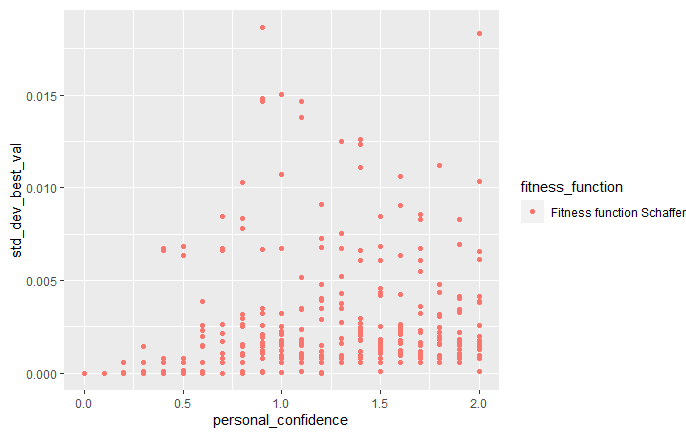 0.015
0.010
0.005
0.000
std_dev_best_val
0.0
0.5
1.0
1.5
2.0
personal_confidence
fitness_function
Fitness function Schaffer